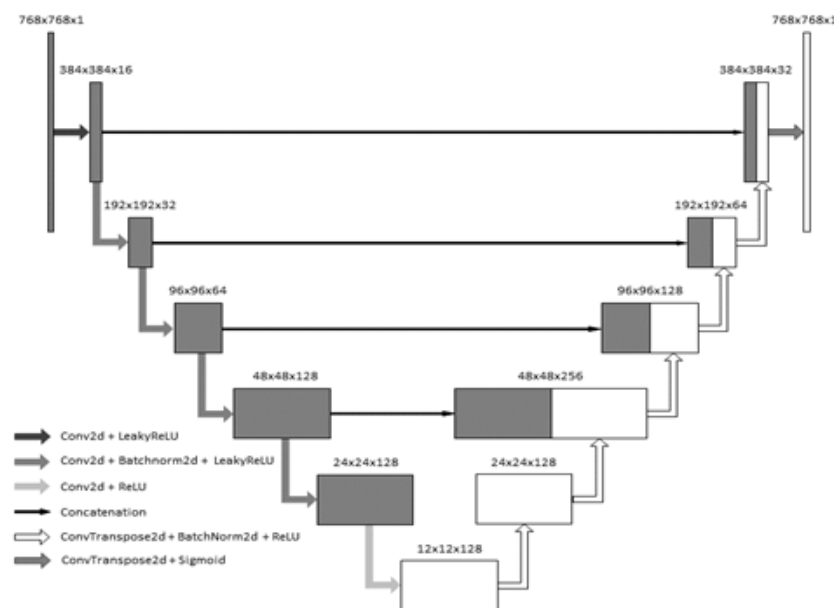 768x768x1
768x768x1
384x384x16
384x384x32
192x192x32
192x192x64
96x96x64
96x96x128
48x48x128
48x48x256
24x24x128
24x24x128
12x12x128
Conv2d + LeakyReLU
Conv2d + Batchnorm2d + LeakyReLU
Conv2d + ReLU
Concatenation
ConvTranspose2d + BatchNorm2d + ReLU
ConvTranspose2d + Sigmoid